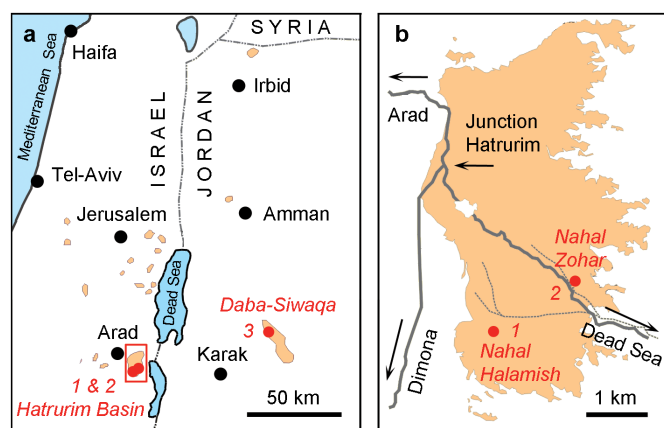 a
SYRIA
Haifa
Mediterranean Sea
Irbid
ISRAEL
JORDAN
Tel-Aviv
Jerusalem
Amman
Dead Sea
Daba-Siwaqa
3
Arad
Karak
1 & 2
Hatrurim Basin
50 km
b
Arad
Junction
Hatrurim
Nahal
Zohar
2
1
Nahal
Halamish
Dead Sea
Dimona
1 km